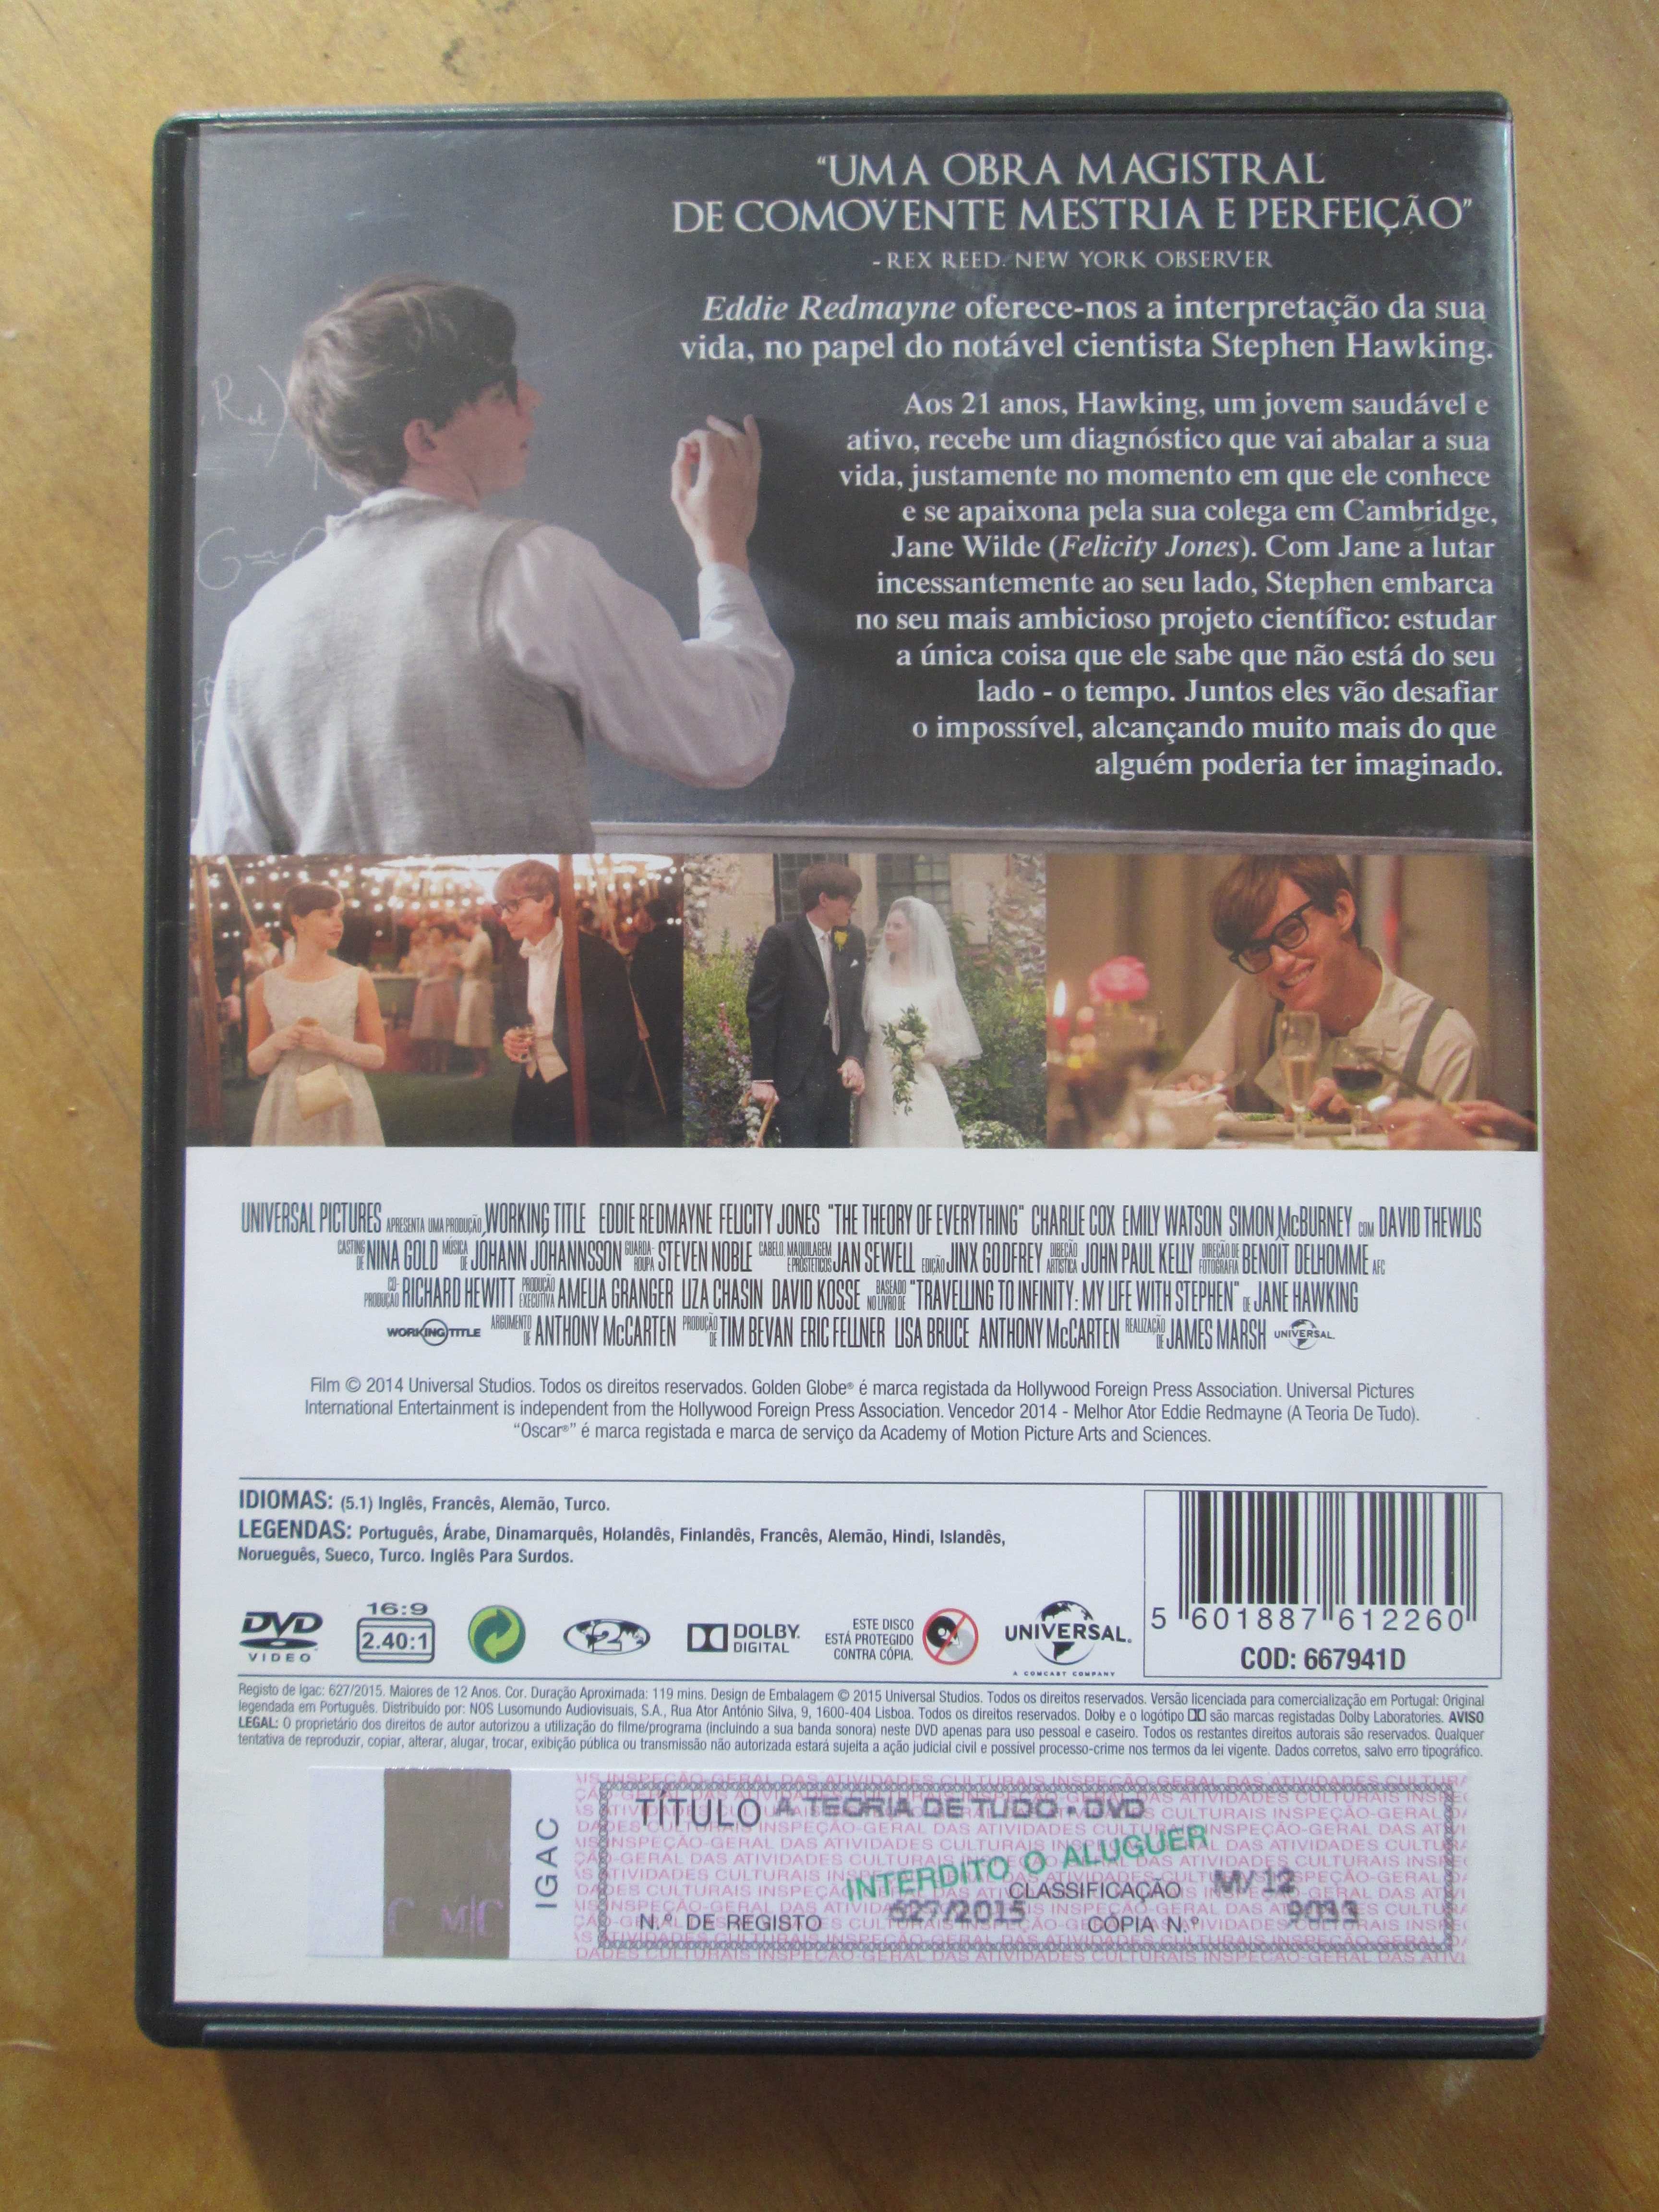 “UMA OBRA MAGISTRAL
DE COMOVENTE MESTRIA E PERFEIÇÃO”
- REX REED. NEW YORK OBSERVER
Eddie Redmayne oferece-nos a interpretação da sua
vida, no papel do notável cientista Stephen Hawking.
Aos 21 anos, Hawking, um jovem saudável e
ativo, recebe um diagnóstico que vai abalar a sua
vida, justamente no momento em que ele conhece
e se apaixona pela sua colega em Cambridge,
Jane Wilde (Felicity Jones). Com Jane a lutar
incessantemente ao seu lado, Stephen embarca
no seu mais ambicioso projeto científico: estudar
a única coisa que ele sabe que não está do seu
lado - o tempo. Juntos eles vão desafiar
o impossível, alcançando muito mais do que
alguém poderia ter imaginado.
UNIVERSAL PICTURES APRESENTA UMA PRODUÇÃO WORKING TITLE EDDIE REDMAYNE FELICITY JONES "THE THEORY OF EVERYTHING" CHARLIE COX EMILY WATSON SIMON McBURNEY COM DAVID THEWLIS
CASTING DE NINA GOLD MÚSICA DE JÓHANN JÓHANNSSON GUARDA-ROUPA STEVEN NOBLE CABELO, MAQUILAGEM E PROSTÉTICOS JAN SEWELL EDIÇÃO JINX GODFREY DIREÇÃO ARTÍSTICA JOHN PAUL KELLY DIREÇÃO DE FOTOGRAFIA BENOÎT DELHOMME AFC
CO-PRODUÇÃO RICHARD HEWITT PRODUÇÃO EXECUTIVA AMELIA GRANGER LIZA CHASIN DAVID KOSSE BASEADO NO LIVRO DE "TRAVELLING TO INFINITY: MY LIFE WITH STEPHEN" DE JANE HAWKING
WORKING TITLE ARGUMENTO DE ANTHONY McCARTEN PRODUÇÃO DE TIM BEVAN ERIC FELLNER LISA BRUCE ANTHONY McCARTEN REALIZAÇÃO DE JAMES MARSH UNIVERSAL
Film © 2014 Universal Studios. Todos os direitos reservados. Golden Globe® é marca registada da Hollywood Foreign Press Association. Universal Pictures
International Entertainment is independent from the Hollywood Foreign Press Association. Vencedor 2014 - Melhor Ator Eddie Redmayne (A Teoria De Tudo).
“Oscar®” é marca registada e marca de serviço da Academy of Motion Picture Arts and Sciences.
IDIOMAS: (5.1) Inglês, Francês, Alemão, Turco.
LEGENDAS: Português, Árabe, Dinamarquês, Holandês, Finlandês, Francês, Alemão, Hindi, Islandês,
Norueguês, Sueco, Turco. Inglês Para Surdos.
DVD VIDEO
16:9
2.40:1
2
DOLBY DIGITAL
ESTE DISCO
ESTÁ PROTEGIDO
CONTRA CÓPIA.
UNIVERSAL
A COMCAST COMPANY
5 601887 612260
COD: 667941D
Registo de Igac: 627/2015. Maiores de 12 Anos. Cor. Duração Aproximada: 119 mins. Design de Embalagem © 2015 Universal Studios. Todos os direitos reservados. Versão licenciada para comercialização em Portugal: Original
legendada em Português. Distribuido por: NOS Lusomundo Audiovisuais, S.A., Rua Ator António Silva, 9, 1600-404 Lisboa. Todos os direitos reservados. Dolby e o logótipo são marcas registadas Dolby Laboratories. AVISO
LEGAL: O proprietário dos direitos de autor autorizou a utilização do filme/programa (incluindo a sua banda sonora) neste DVD apenas para uso pessoal e caseiro. Todos os restantes direitos autorais são reservados. Qualquer
tentativa de reproduzir, copiar, alterar, alugar, trocar, exibição pública ou transmissão não autorizada estará sujeita a ação judicial civil e possivel processo-crime nos termos da lei vigente. Dados corretos, salvo erro tipográfico.
IGAC
TÍTULO A TEORIA DE TUDO - DVD
INTERDITO O ALUGUER
CLASSIFICAÇÃO M/ 12
N.º DE REGISTO 627/2015 CÓPIA N.º